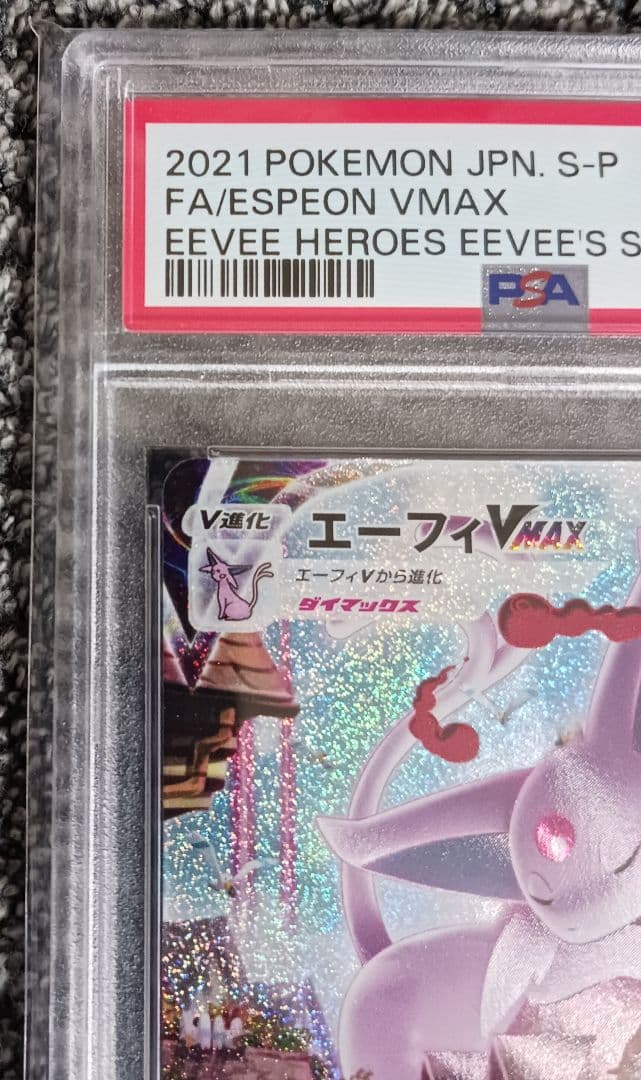 2021 POKEMON JPN. S-P
FA/ESPEON VMAX
EEVEE HEROES EEVEE'S S
PSA
V進化
エーフィVMAX
エーフィVから進化
ダイマックス